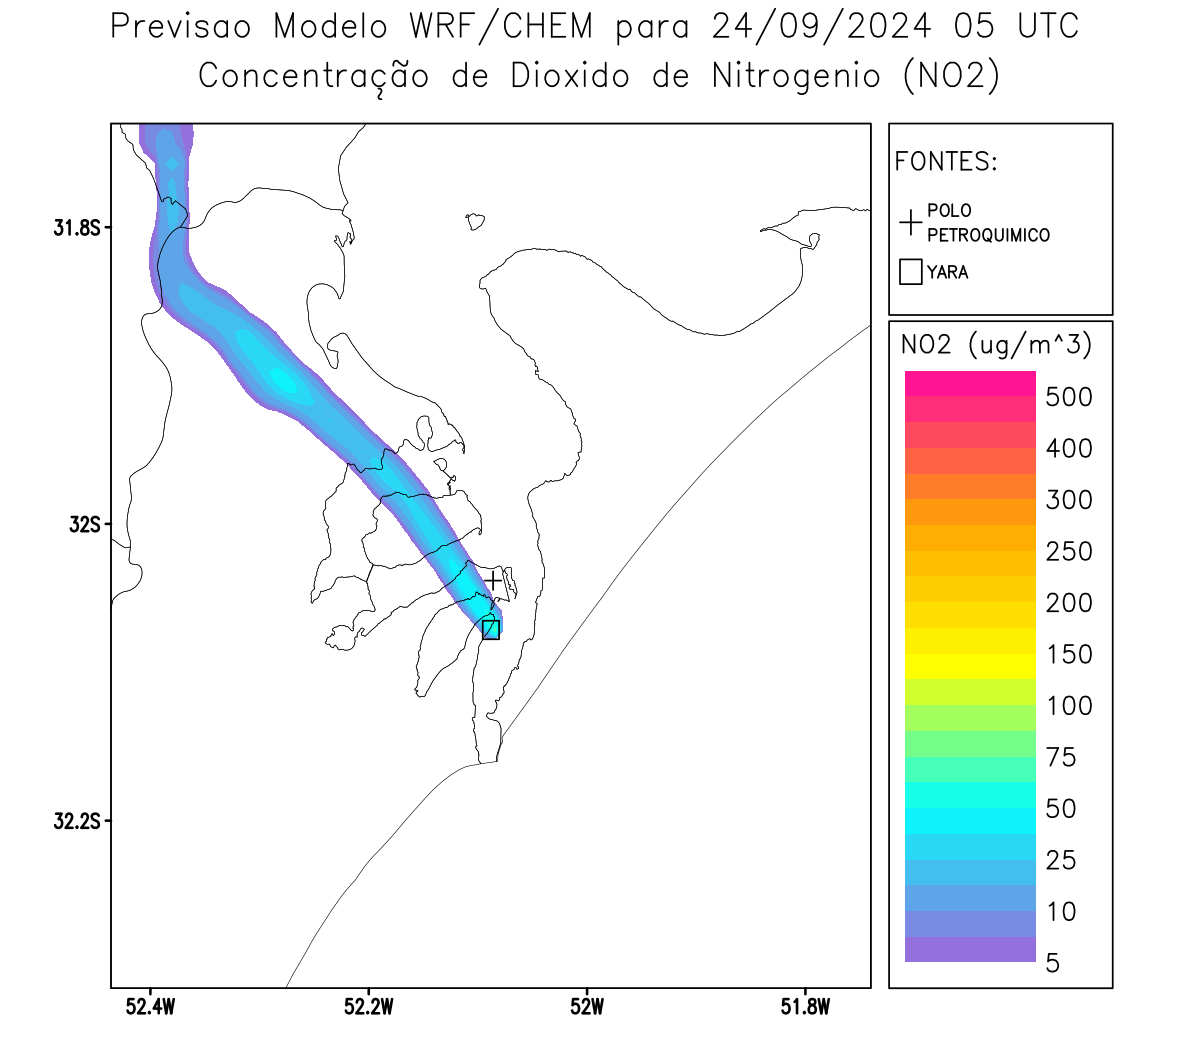 Previsao Modelo WRF/CHEM para 24/09/2024 05 UTC
Concentração de Dioxido de Nitrogenio (NO2)
FONTES:
POLO
PETROQUIMICO
YARA
31.8S
32S
32.2S
52.4W
52.2W
52W
51.8W
NO2 (ug/m^3)
500
400
300
250
200
150
100
75
50
25
10
5